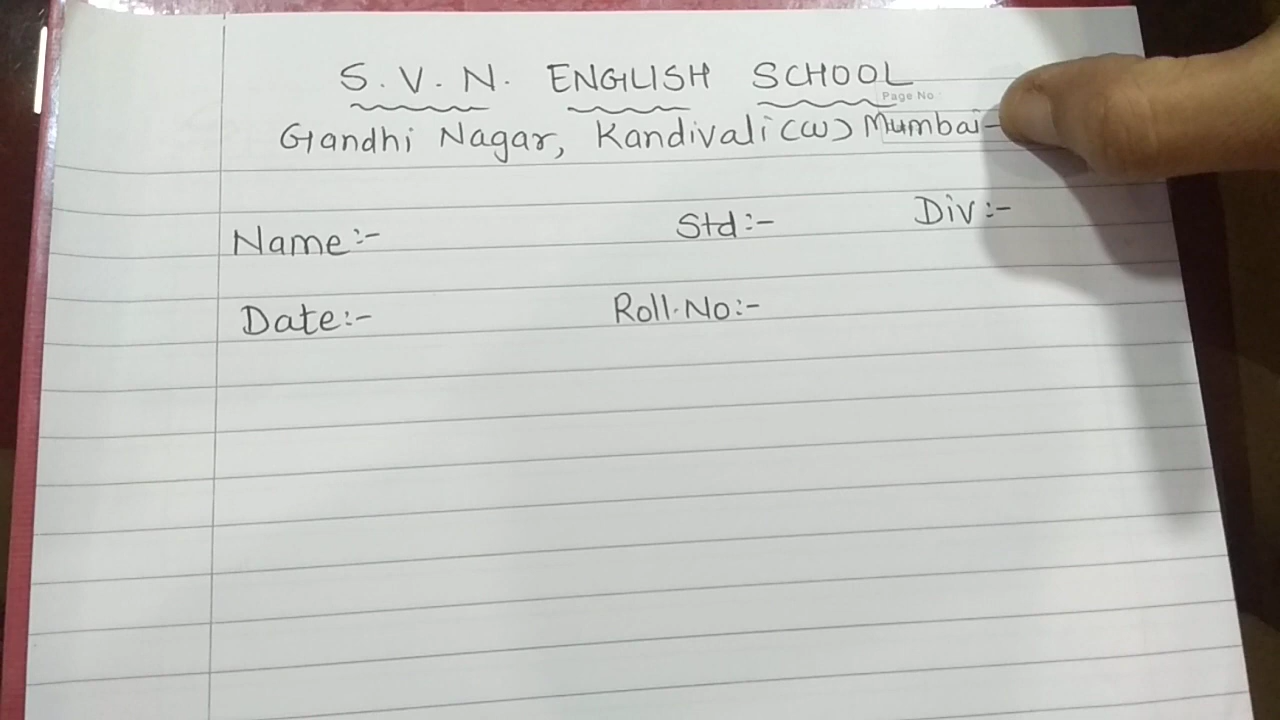 S. V. N. ENGLISH SCHOOL
Page No :
Gandhi Nagar, Kandivali (W) Mumbai-
Name:- Std:- Div:-
Date:- Roll.No:-